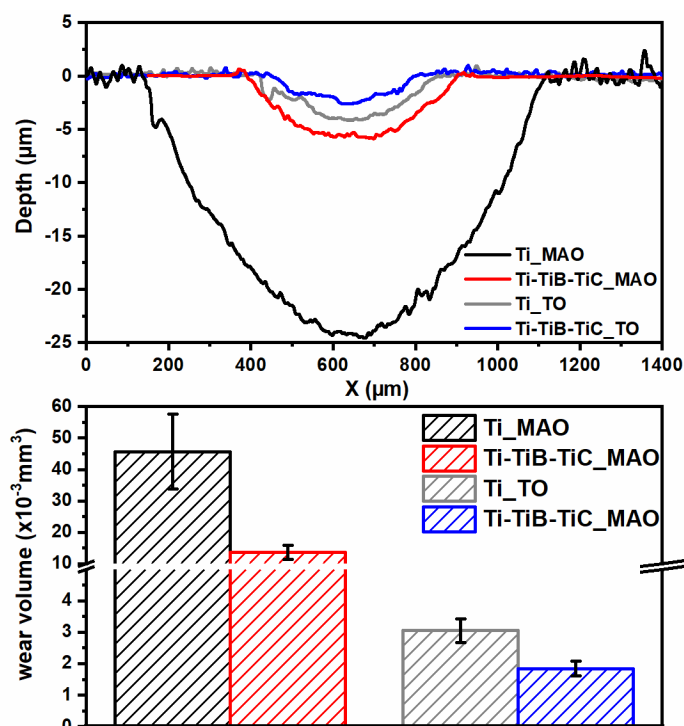 5
0
-5
-10
-15
-20
-25
Depth (µm)
Ti_MAO
Ti-TiB-TiC_MAO
Ti_TO
Ti-TiB-TiC_TO
0 200 400 600 800 1000 1200 1400
X (µm)
60
50
40
30
20
10
4
3
2
1
0
wear volume (x10⁻³mm³)
Ti_MAO
Ti-TiB-TiC_MAO
Ti_TO
Ti-TiB-TiC_MAO